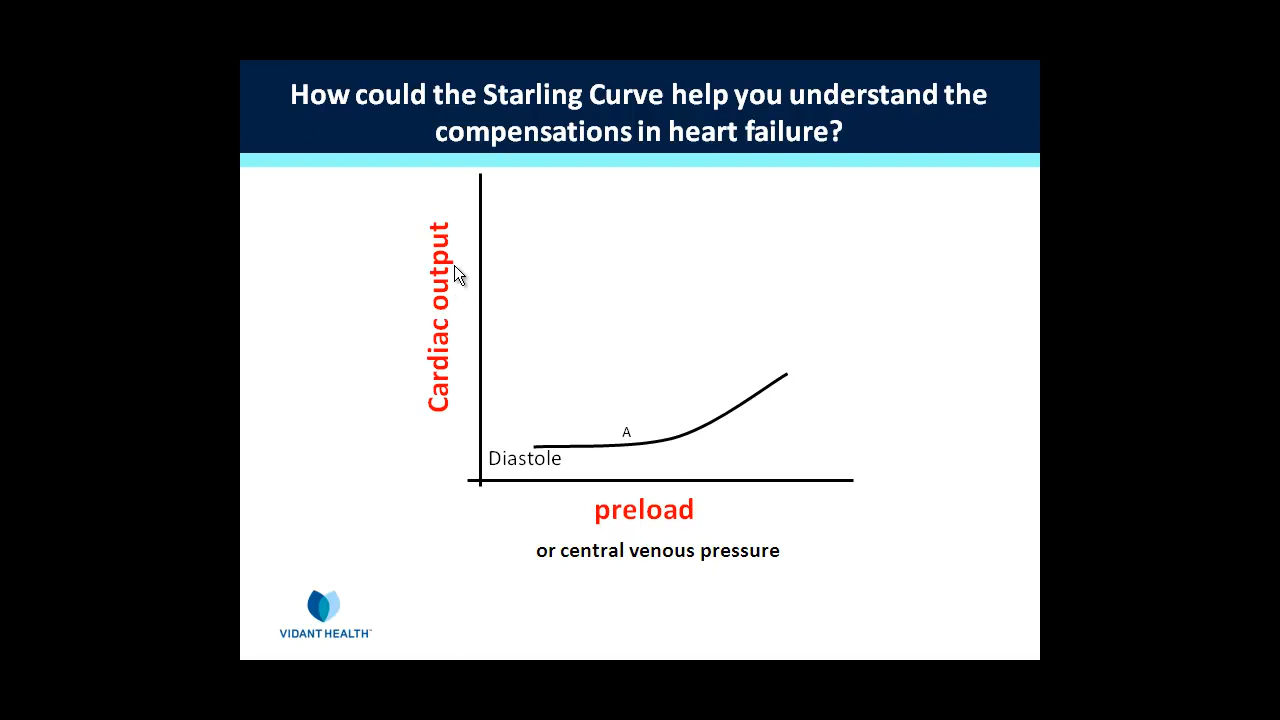 How could the Starling Curve help you understand the
compensations in heart failure?
Cardiac output
A
Diastole
preload
or central venous pressure
VIDANT HEALTH™